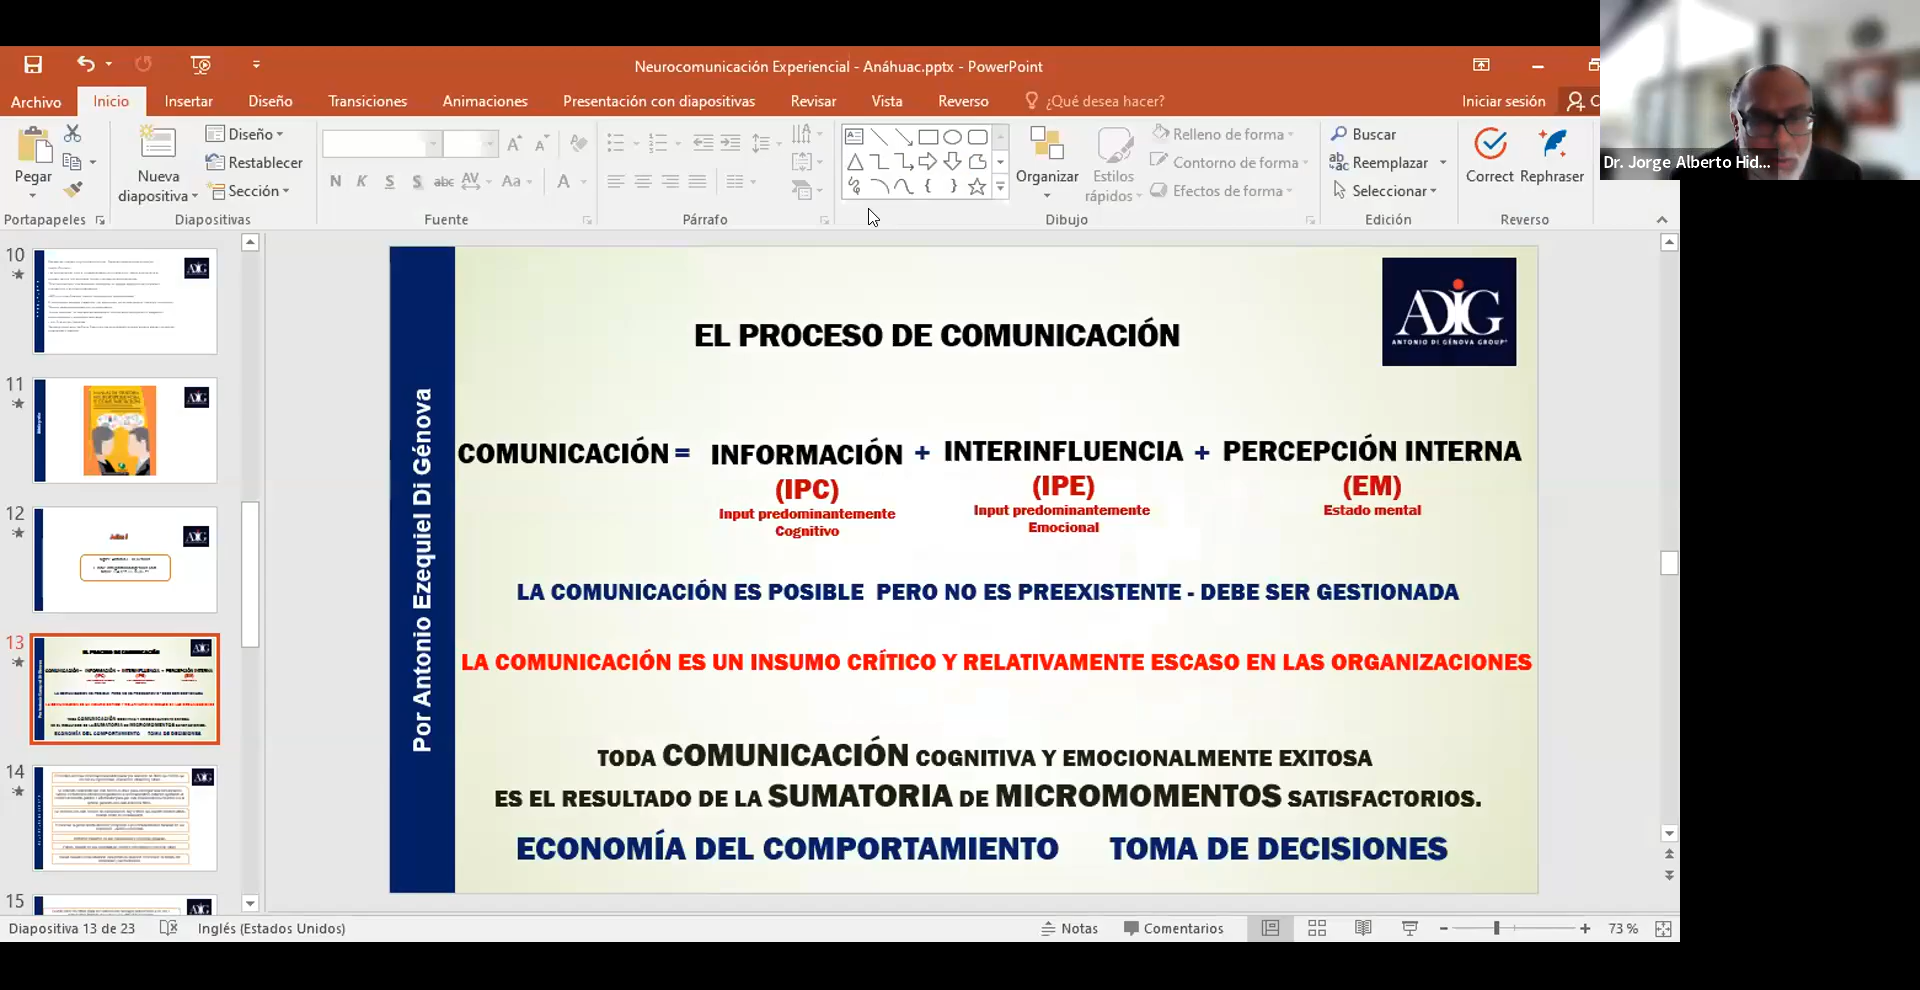 Neurocomunicación Experiencial - Anáhuac.pptx - PowerPoint
Archivo Inicio Insertar Diseño Transiciones Animaciones Presentación con diapositivas Revisar Vista Reverso ¿Qué desea hacer? Iniciar sesión
Dr. Jorge Alberto Hid...
Pegar
Nueva diapositiva
Diseño
Restablecer
Sección
N K S S abc AV Aa A
Organizar
Estilos rápidos
Relleno de forma
Contorno de forma
Efectos de forma
Buscar
Reemplazar
Seleccionar
Correct Rephraser
Portapapeles Diapositivas Fuente Párrafo Dibujo Edición Reverso
10
11
12
13
14
15
ADIG
ANTONIO DI GÉNOVA GROUP
Por Antonio Ezequiel Di Génova
EL PROCESO DE COMUNICACIÓN
COMUNICACIÓN = INFORMACIÓN + INTERINFLUENCIA + PERCEPCIÓN INTERNA
(IPC) (IPE) (EM)
Input predominantemente Input predominantemente Estado mental
Cognitivo Emocional
LA COMUNICACIÓN ES POSIBLE PERO NO ES PREEXISTENTE - DEBE SER GESTIONADA
LA COMUNICACIÓN ES UN INSUMO CRÍTICO Y RELATIVAMENTE ESCASO EN LAS ORGANIZACIONES
TODA COMUNICACIÓN COGNITIVA Y EMOCIONALMENTE EXITOSA
ES EL RESULTADO DE LA SUMATORIA DE MICROMOMENTOS SATISFACTORIOS.
ECONOMÍA DEL COMPORTAMIENTO TOMA DE DECISIONES
Diapositiva 13 de 23 Inglés (Estados Unidos) Notas Comentarios 73 %